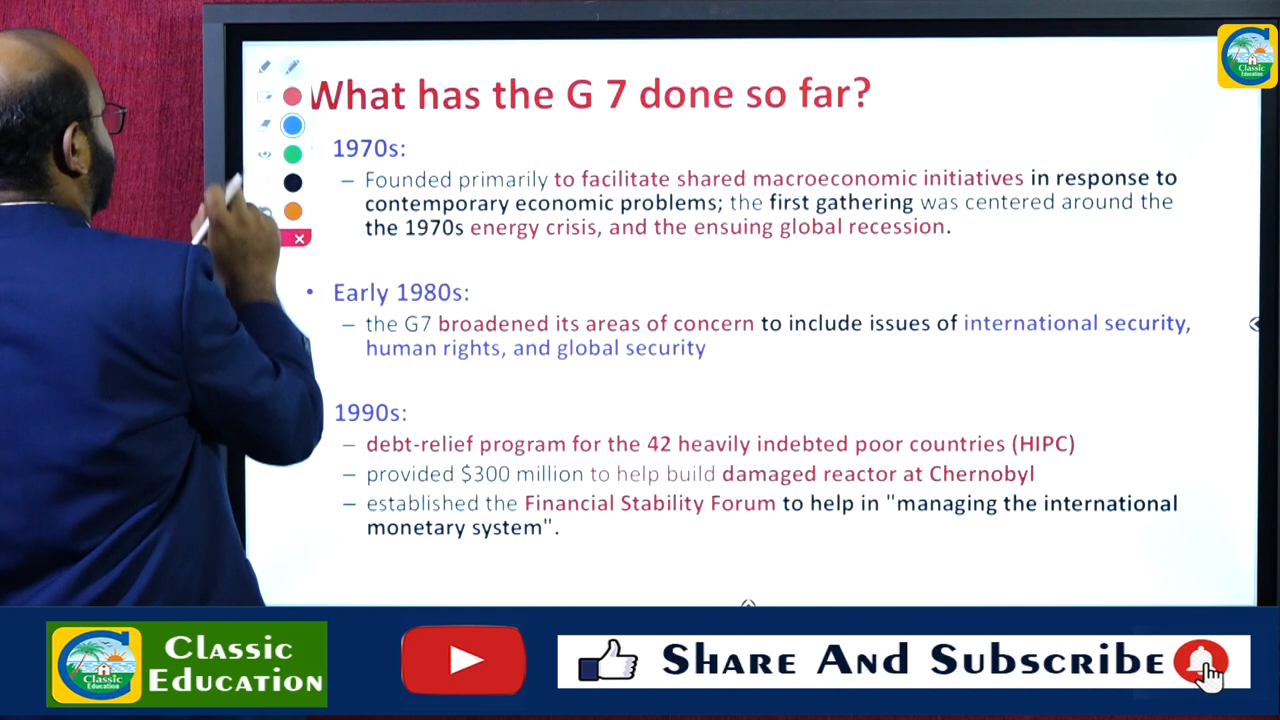 Classic
Education
What has the G 7 done so far?
1970s:
– Founded primarily to facilitate shared macroeconomic initiatives in response to
contemporary economic problems; the first gathering was centered around the
the 1970s energy crisis, and the ensuing global recession.
• Early 1980s:
– the G7 broadened its areas of concern to include issues of international security,
human rights, and global security
1990s:
– debt-relief program for the 42 heavily indebted poor countries (HIPC)
– provided $300 million to help build damaged reactor at Chernobyl
– established the Financial Stability Forum to help in "managing the international
monetary system".
Classic
Education
Classic
Education
Share And Subscribe